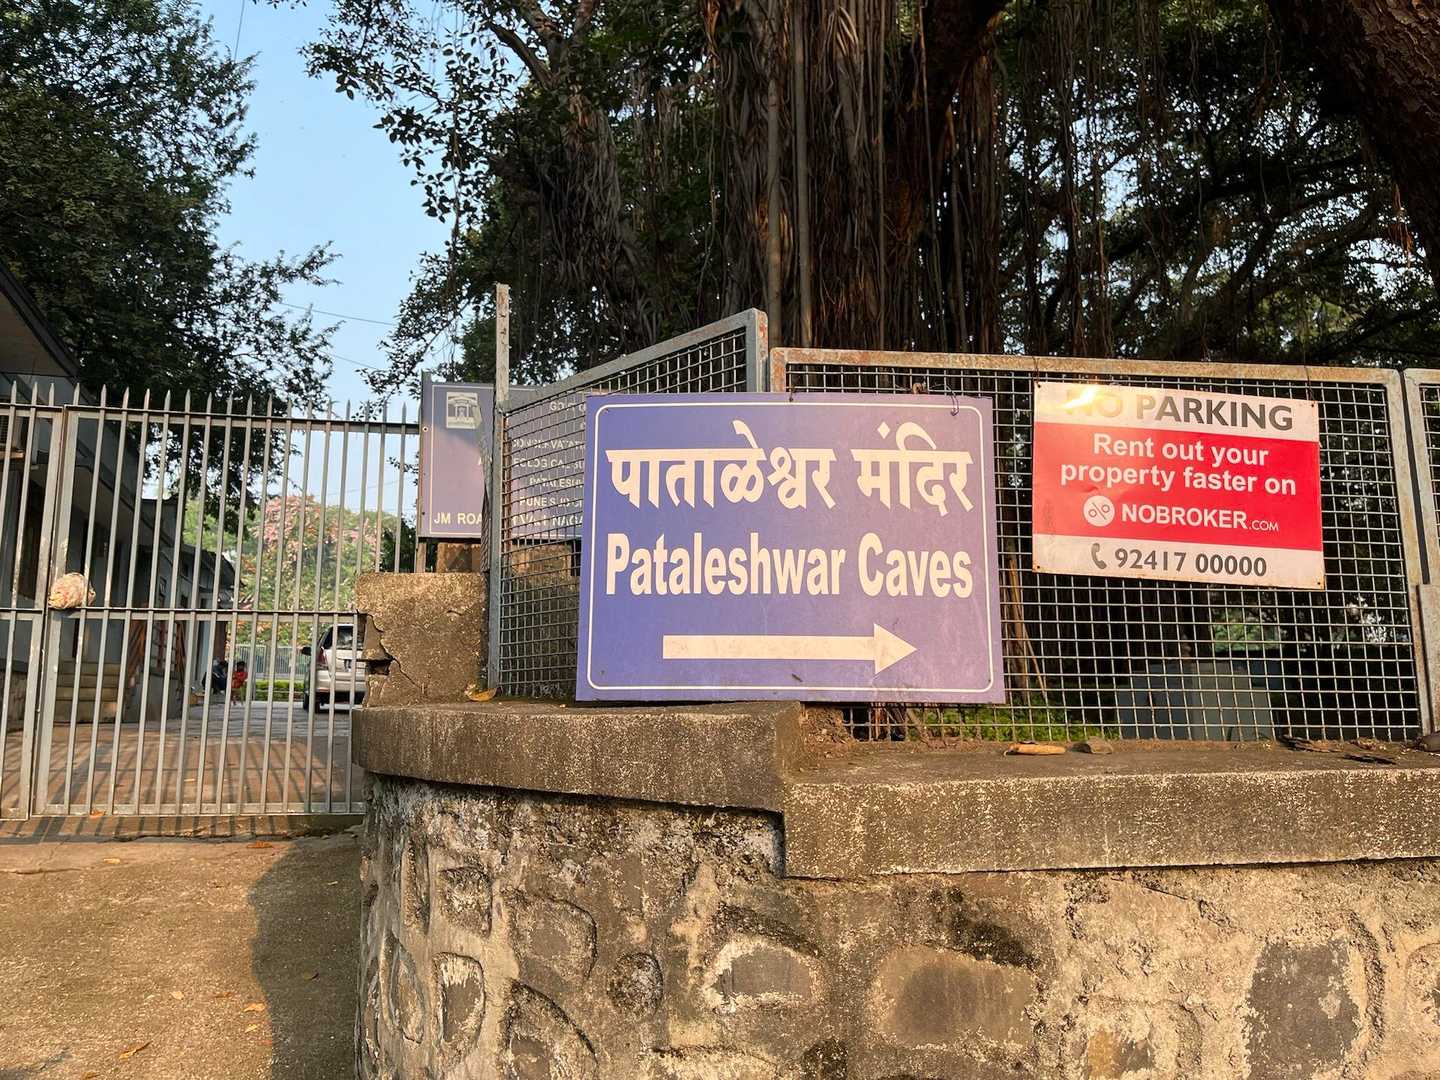 पाताळेश्वर मंदिर
Pataleshwar Caves
NO PARKING
Rent out your
property faster on
NOBROKER.COM
92417 00000
JM ROA